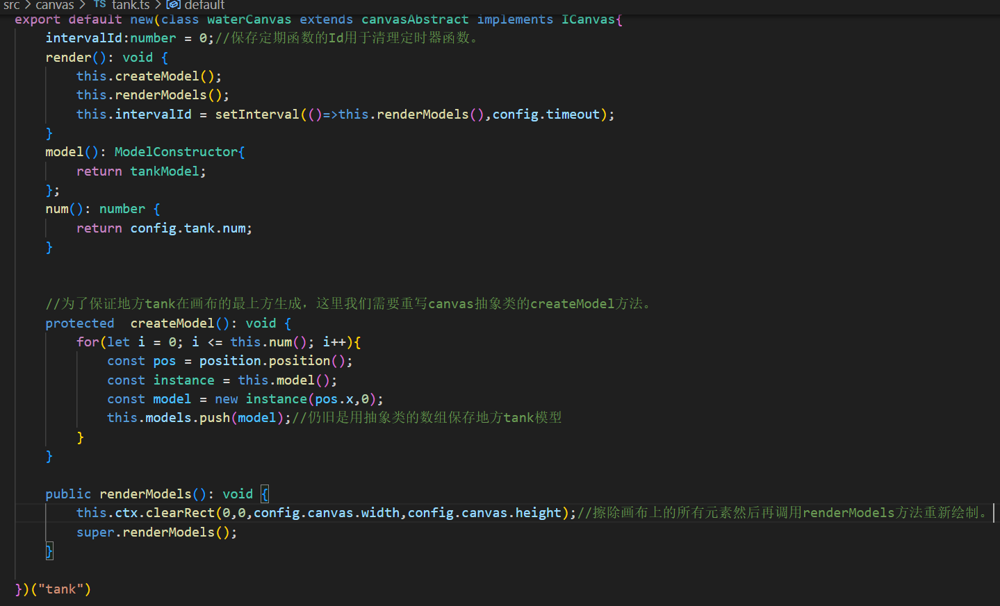 src > canvas > TS tank.ts > default
export default new(class waterCanvas extends canvasAbstract implements ICanvas{
    intervalId:number = 0;//保存定期函数的Id用于清理定时器函数。
    render(): void {
        this.createModel();
        this.renderModels();
        this.intervalId = setInterval(()=>this.renderModels(),config.timeout);
    }
    model(): ModelConstructor{
        return tankModel;
    };
    num(): number {
        return config.tank.num;
    }
    //为了保证地方tank在画布的最上方生成，这里我们需要重写canvas抽象类的createModel方法。
    protected  createModel(): void {
        for(let i = 0; i <= this.num(); i++){
            const pos = position.position();
            const instance = this.model();
            const model = new instance(pos.x,0);
            this.models.push(model);//仍旧是用抽象类的数组保存地方tank模型
        }
    }
    public renderModels(): void {
        this.ctx.clearRect(0,0,config.canvas.width,config.canvas.height);//擦除画布上的所有元素然后再调用renderModels方法重新绘制。
        super.renderModels();
    }
})("tank")